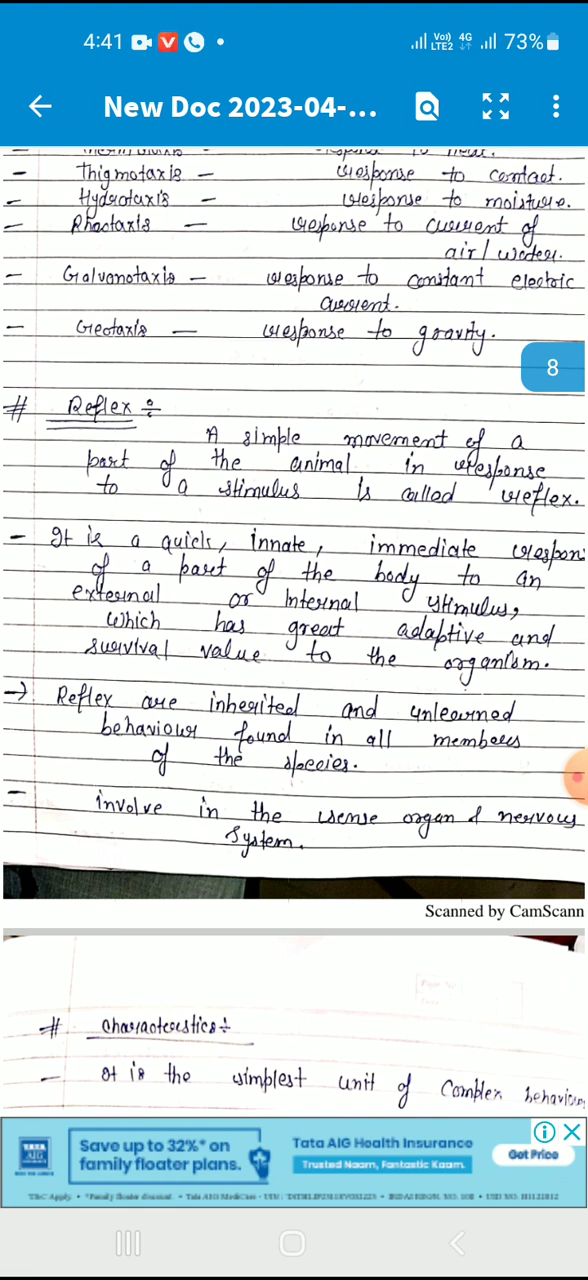 4:41
Vo)) 4G
LTE2
73%
New Doc 2023-04-...
- Thigmotaxis - response to contact.
- Hydrotaxis - response to moisture.
- Rhotaxis - response to current of
air/water.
- Galvanotaxis - response to constant electric
current.
- Geotaxis - response to gravity.
8
# Reflex ÷
A simple movement of a
part of the animal in response
to a stimulus is called reflex.
- It is a quick, innate, immediate respon
of a part of the body to an
external or internal stimulus,
which has great adaptive and
survival value to the organism.
→ Reflex are inherited and unlearned
behaviour found in all members
of the species.
- involve in the sense organ & nervous
system.
Scanned by CamScann
# Characteristics ÷
- It is the simplest unit of complex behaviour
TATA
AIG
Save up to 32%* on
family floater plans.
Tata AIG Health Insurance
Trusted Naam, Fantastic Kaam.
Get Price